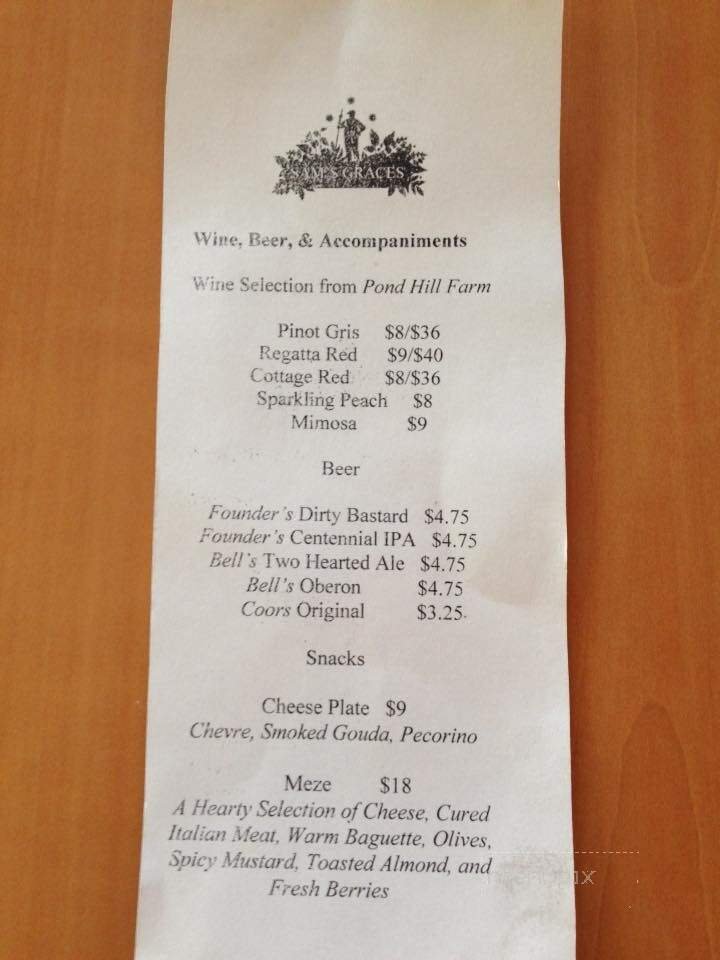 SAM'S GRACES
Wine, Beer, & Accompaniments
Wine Selection from Pond Hill Farm
Pinot Gris $8/$36
Regatta Red $9/$40
Cottage Red $8/$36
Sparkling Peach $8
Mimosa $9
Beer
Founder's Dirty Bastard $4.75
Founder's Centennial IPA $4.75
Bell's Two Hearted Ale $4.75
Bell's Oberon $4.75
Coors Original $3.25
Snacks
Cheese Plate $9
Chevre, Smoked Gouda, Pecorino
Meze $18
A Hearty Selection of Cheese, Cured
Italian Meat, Warm Baguette, Olives,
Spicy Mustard, Toasted Almond, and
Fresh Berries